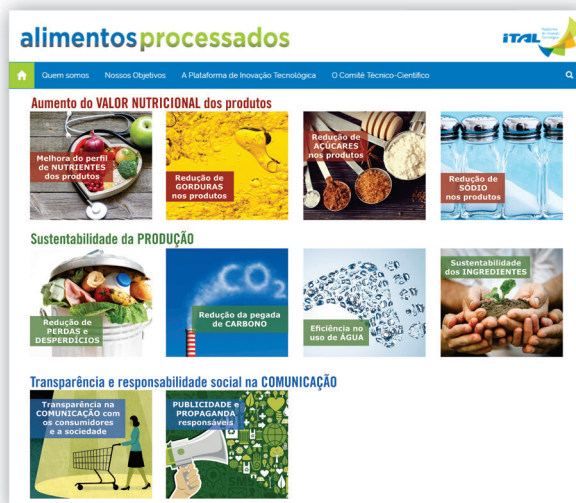 alimentosprocessados
ITAL
Quem somos Nossos Objetivos A Plataforma de Inovação Tecnológica O Comitê Técnico-Científico
Aumento do VALOR NUTRICIONAL dos produtos
Melhora do perfil
de NUTRIENTES
dos produtos
Redução de
GORDURAS
nos produtos
Redução de
AÇÚCARES
nos produtos
Redução de
SÓDIO
nos produtos
Sustentabilidade da PRODUÇÃO
Redução de
PERDAS e
DESPERDÍCIOS
CO2
Redução da pegada
de CARBONO
Eficiência no
uso de ÁGUA
Sustentabilidade
dos INGREDIENTES
Transparência e responsabilidade social na COMUNICAÇÃO
Transparência na
COMUNICAÇÃO com
os consumidores
e a sociedade
PUBLICIDADE e
PROPAGANDA
responsáveis